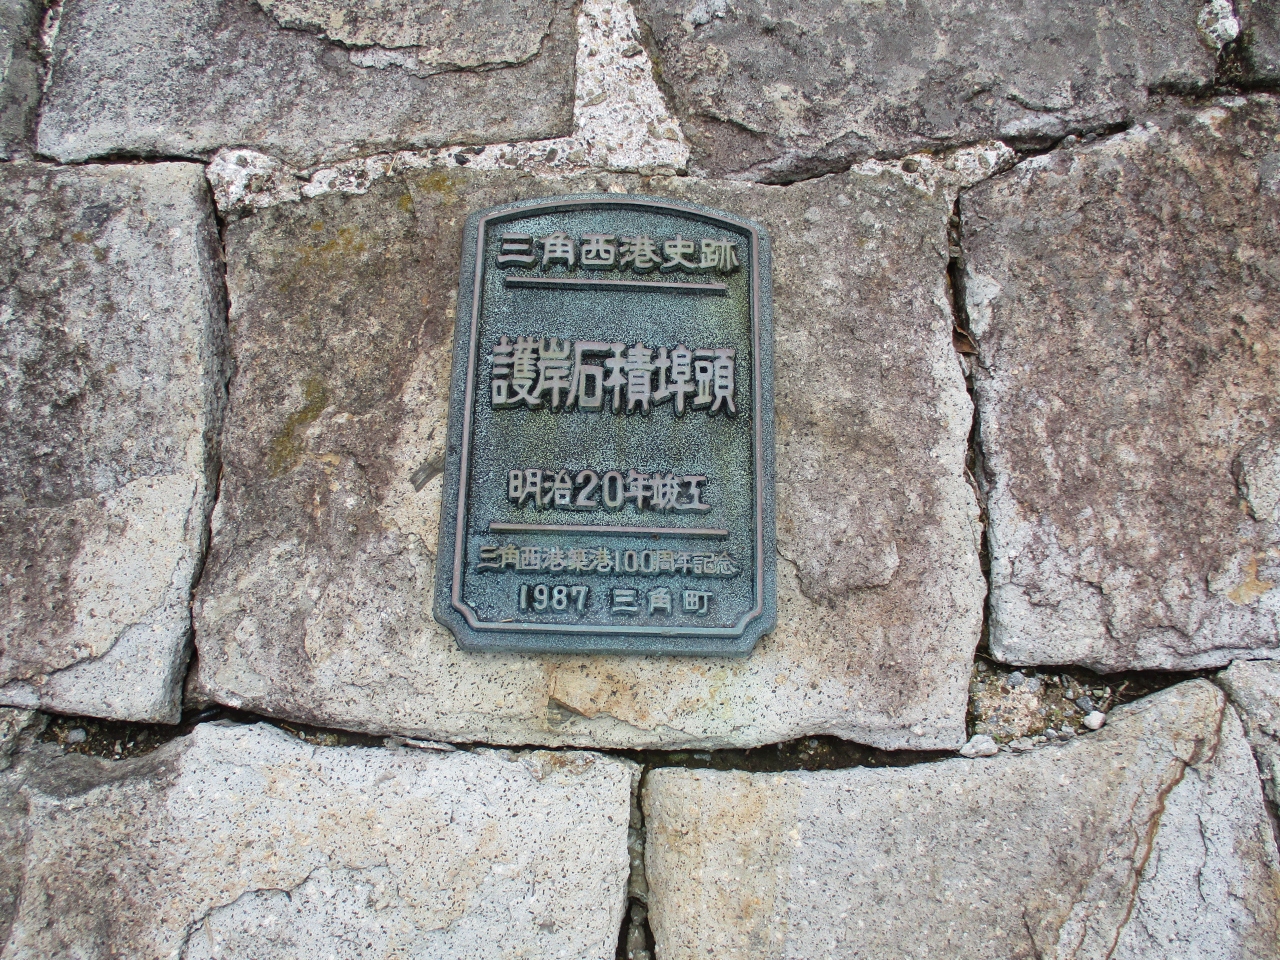 三角西港史跡
護岸石積埠頭
明治20年竣工
三角西港築港100周年記念
1987 三角町